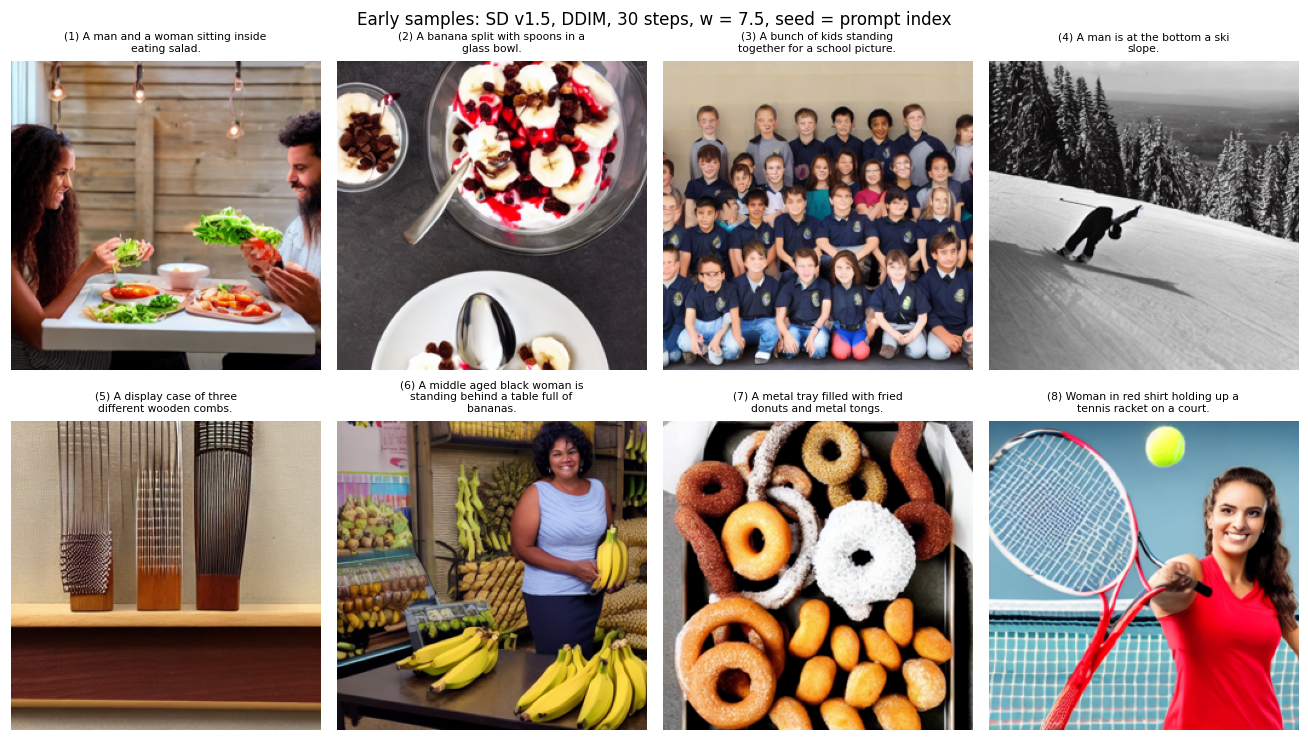 Early samples: SD v1.5, DDIM, 30 steps, w = 7.5, seed = prompt index
(1) A man and a woman sitting inside
eating salad.
(2) A banana split with spoons in a
glass bowl.
(3) A bunch of kids standing
together for a school picture.
(4) A man is at the bottom a ski
slope.
(5) A display case of three
different wooden combs.
(6) A middle aged black woman is
standing behind a table full of
bananas.
(7) A metal tray filled with fried
donuts and metal tongs.
(8) Woman in red shirt holding up a
tennis racket on a court.